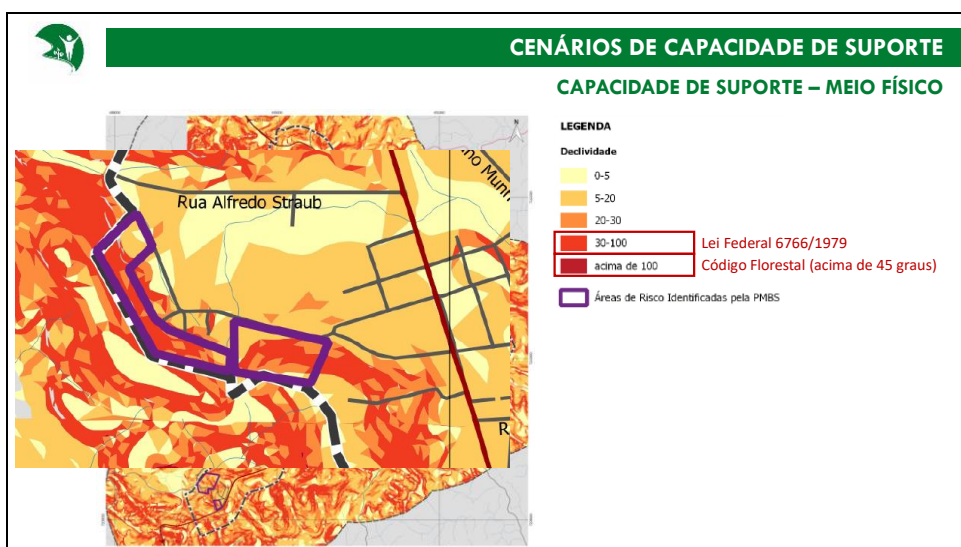 CENÁRIOS DE CAPACIDADE DE SUPORTE
CAPACIDADE DE SUPORTE – MEIO FÍSICO
LEGENDA
Declividade
0-5
5-20
20-30
30-100 Lei Federal 6766/1979
acima de 100 Código Florestal (acima de 45 graus)
Áreas de Risco Identificadas pela PMBS
N
Rua Alfredo Straub
R